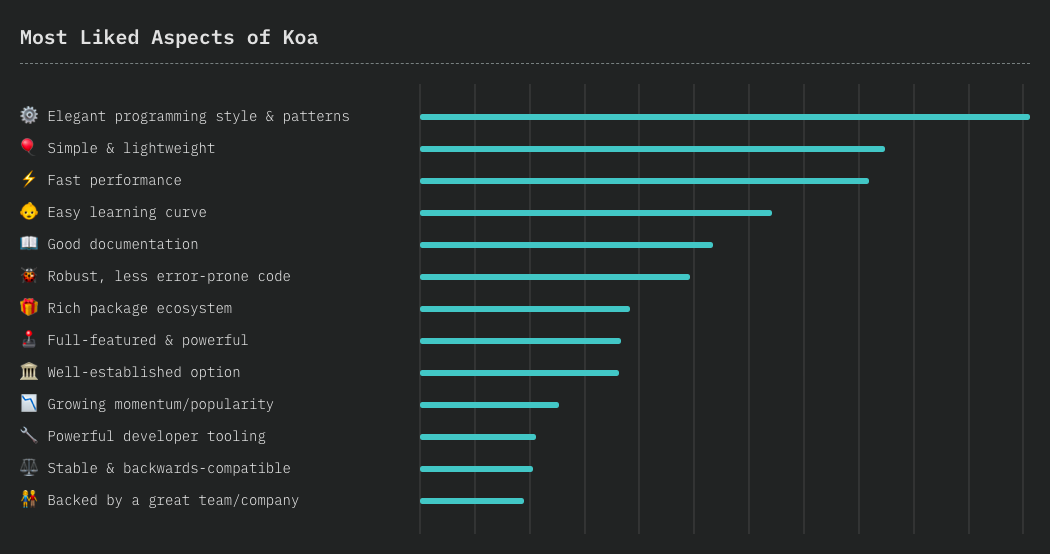 Most Liked Aspects of Koa
Elegant programming style & patterns
Simple & lightweight
Fast performance
Easy learning curve
Good documentation
Robust, less error-prone code
Rich package ecosystem
Full-featured & powerful
Well-established option
Growing momentum/popularity
Powerful developer tooling
Stable & backwards-compatible
Backed by a great team/company